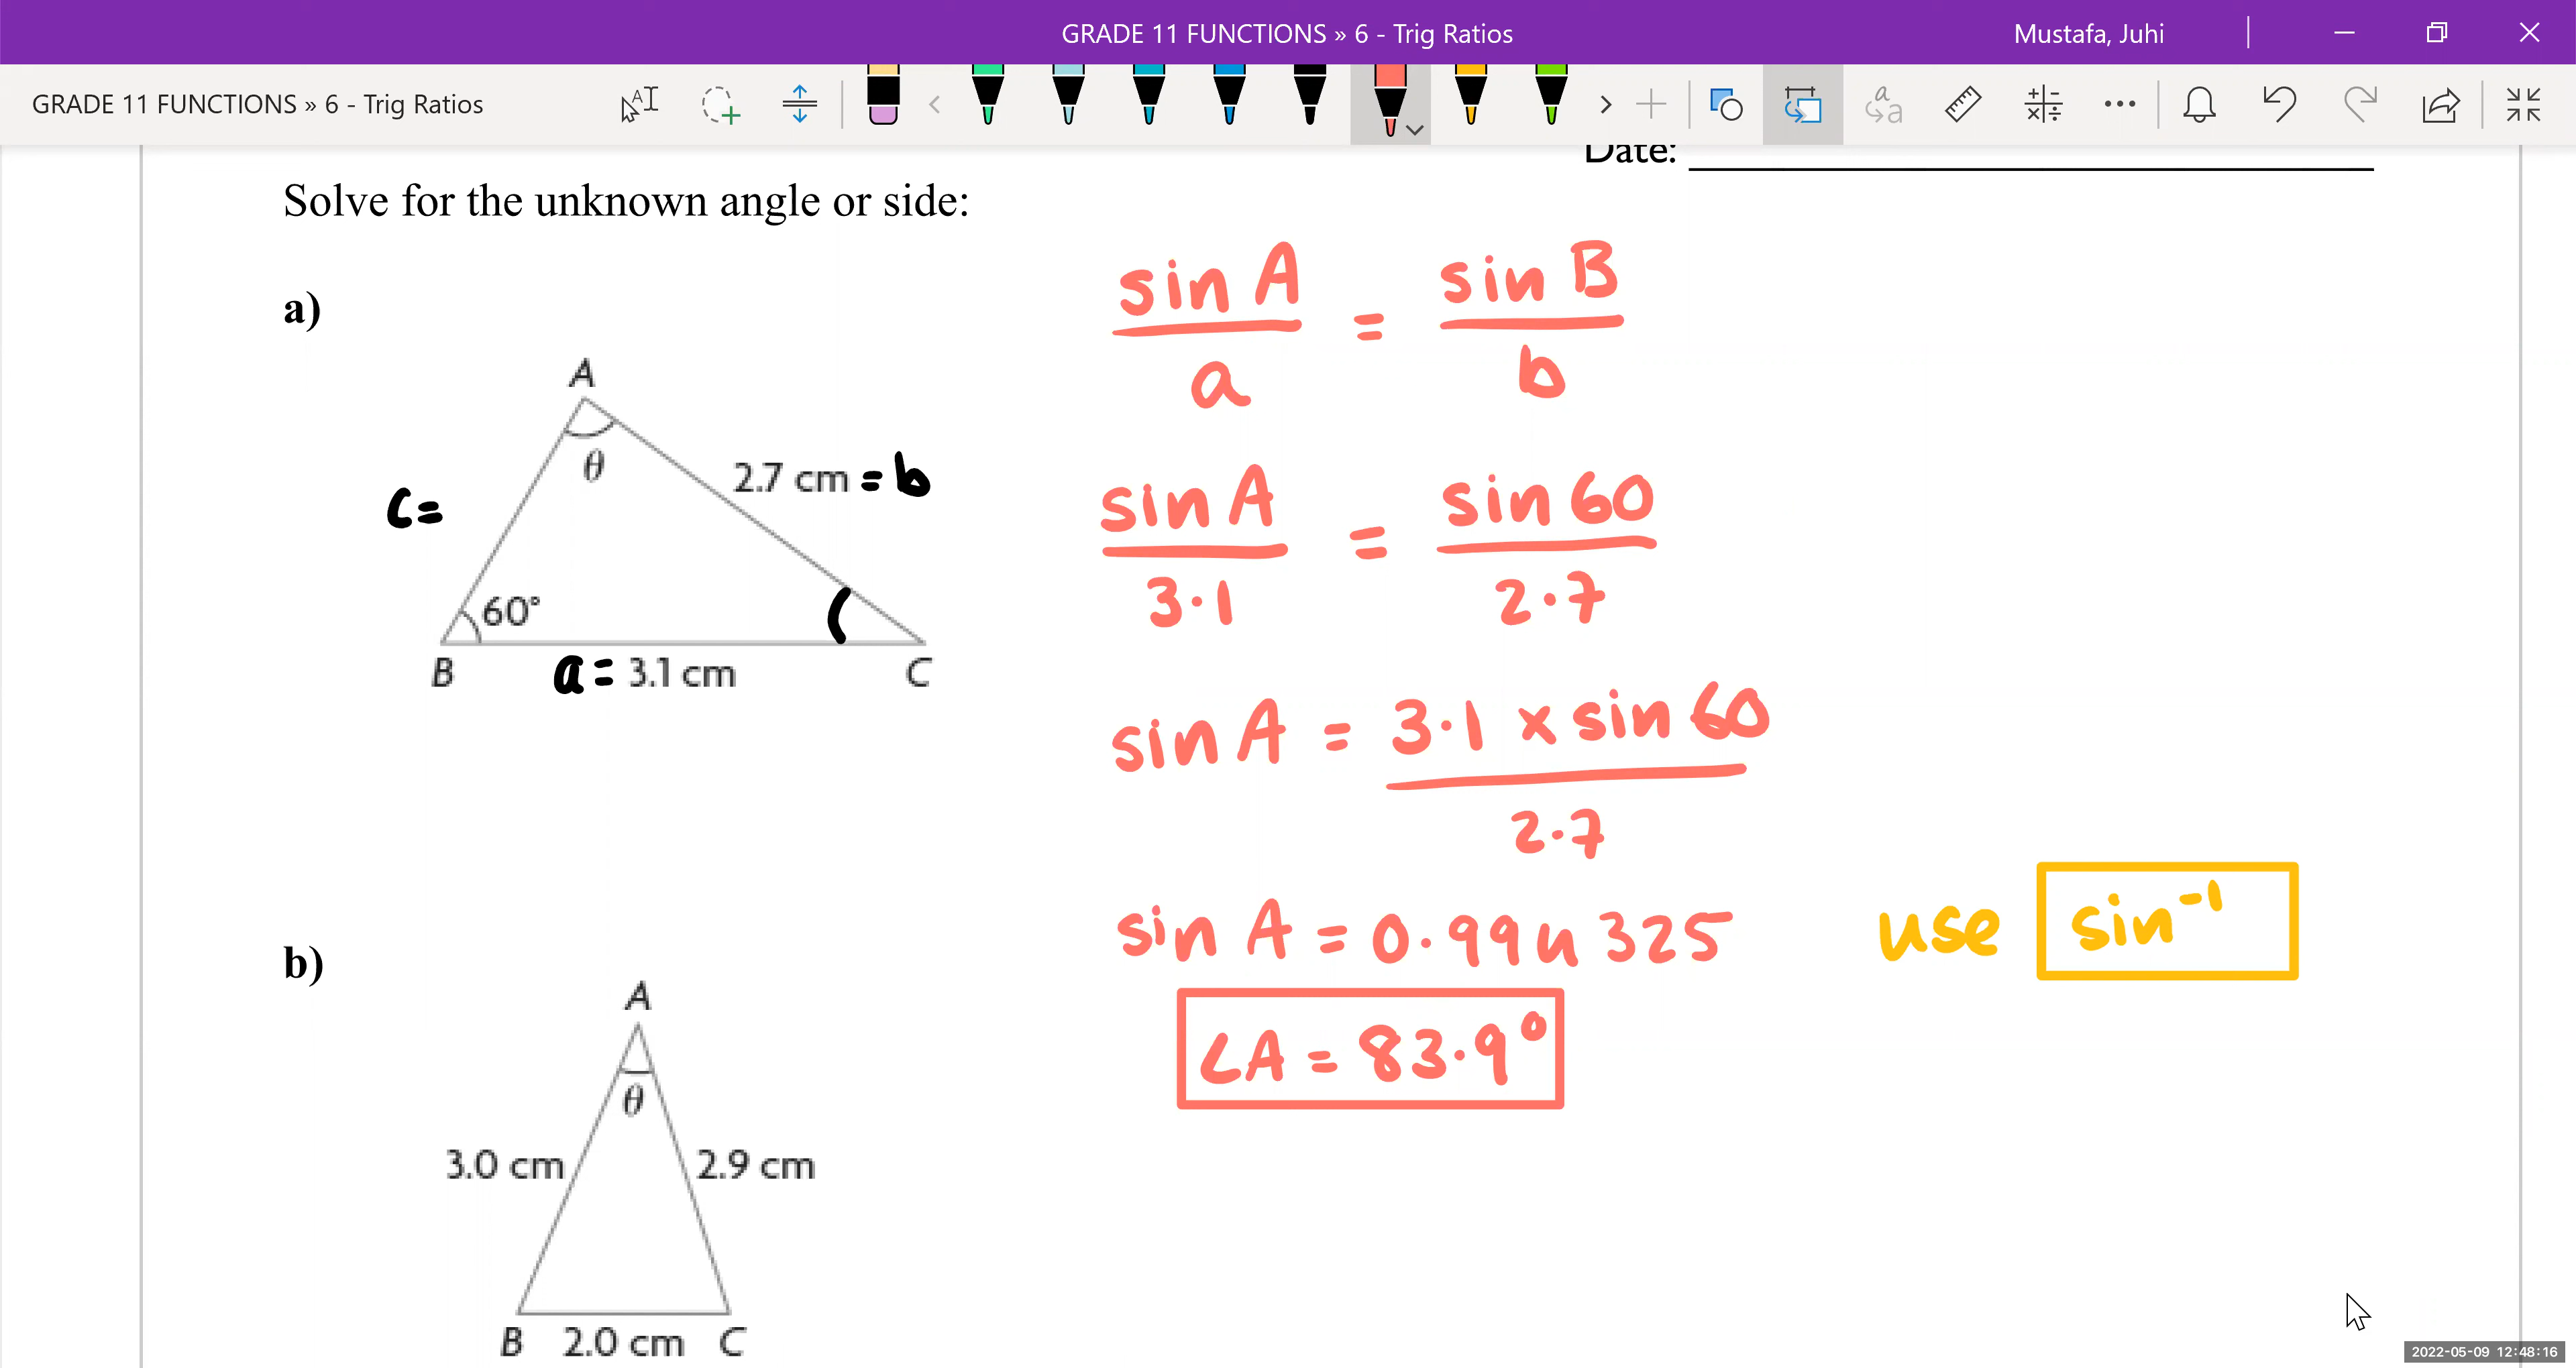 GRADE 11 FUNCTIONS » 6 - Trig Ratios
Mustafa, Juhi
GRADE 11 FUNCTIONS » 6 - Trig Ratios
Date:
Solve for the unknown angle or side:
a)
A
θ
2.7 cm = b
c =
60°
B
a = 3.1 cm
C
sin A / a = sin B / b
sin A / 3.1 = sin 60 / 2.7
sin A = 3.1 x sin 60 / 2.7
sin A = 0.994325
use sin⁻¹
∠A = 83.9°
b)
A
θ
3.0 cm
2.9 cm
B 2.0 cm C
2022-05-09 12:48:16